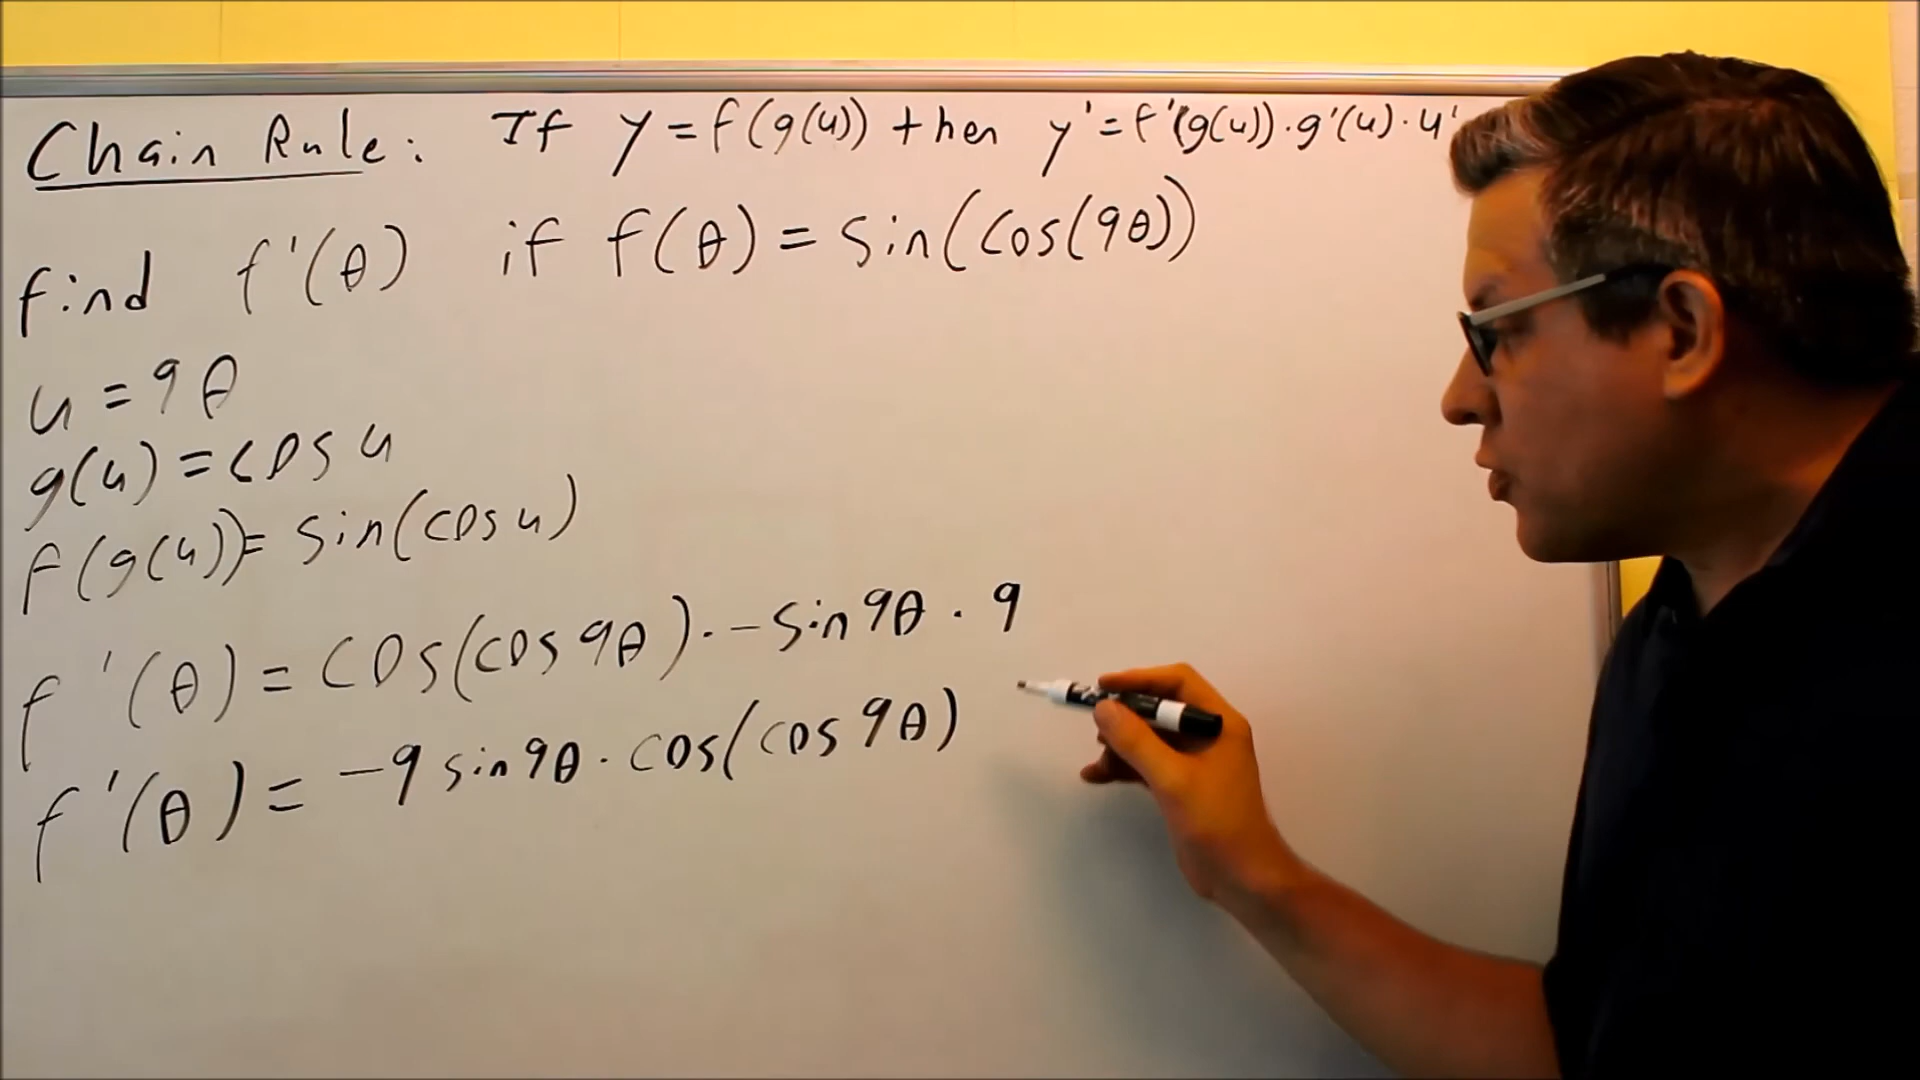 Chain Rule: If y = f(g(u)) then y' = f'(g(u)) · g'(u) · u'
find f'(θ) if f(θ) = sin(cos(9θ))
u = 9θ
g(u) = cos u
f(g(u)) = sin(cos u)
f'(θ) = cos(cos 9θ) · -sin 9θ · 9
f'(θ) = -9 sin 9θ · cos(cos 9θ)